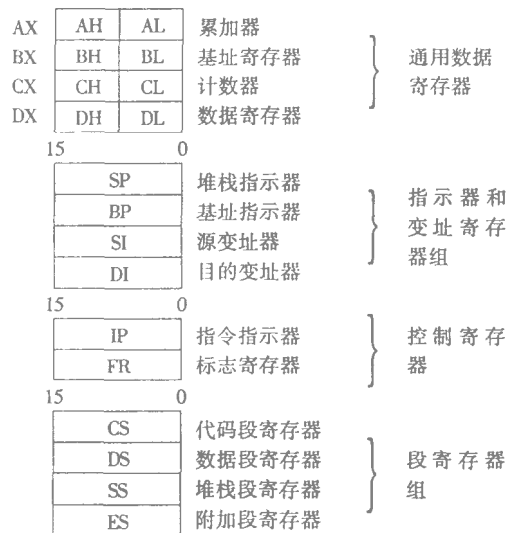 AX AH AL 累加器
BX BH BL 基址寄存器 通用数据
CX CH CL 计数器 寄存器
DX DH DL 数据寄存器
15 0
SP 堆栈指示器
BP 基址指示器 指示器和
SI 源变址器 变址寄存
DI 目的变址器 器组
15 0
IP 指令指示器 控制寄存
FR 标志寄存器 器
15 0
CS 代码段寄存器
DS 数据段寄存器 段寄存器
SS 堆栈段寄存器 组
ES 附加段寄存器